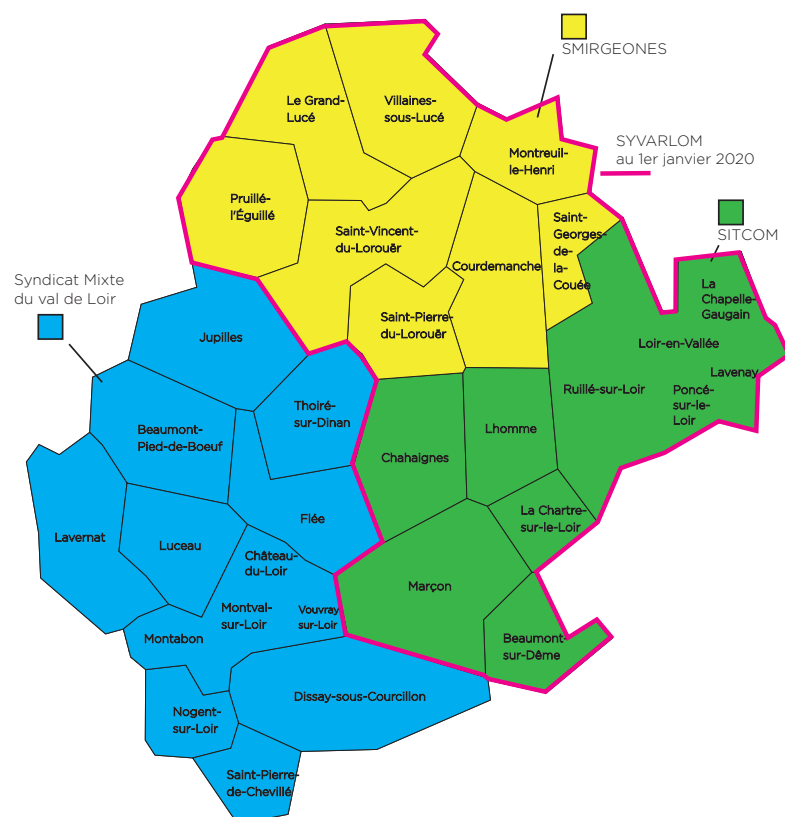 SMIRGEONES
Le Grand-
Lucé
Villaines-
sous-Lucé
Montreuil-
le-Henri
SYVARLOM
au 1er janvier 2020
Pruillé-
l'Éguillé
Saint-Vincent-
du-Lorouër
Saint-
Georges-
de-
la-
Couée
Courdemanche
SITCOM
Syndicat Mixte
du val de Loir
La
Chapelle-
Gaugain
Saint-Pierre-
du-Lorouër
Jupilles
Loir-en-Vallée
Lavenay
Ruillé-sur-Loir
Poncé-
sur-le-
Loir
Thoiré-
sur-Dinan
Beaumont-
Pied-de-Boeuf
Lhomme
Chahaignes
Flée
La Chartre-
sur-le-Loir
Lavernat
Luceau
Château-
du-Loir
Marçon
Montval-
sur-Loir
Vouvray
sur-Loir
Montabon
Beaumont-
sur-Dême
Dissay-sous-Courcillon
Nogent-
sur-Loir
Saint-Pierre-
de-Chevillé